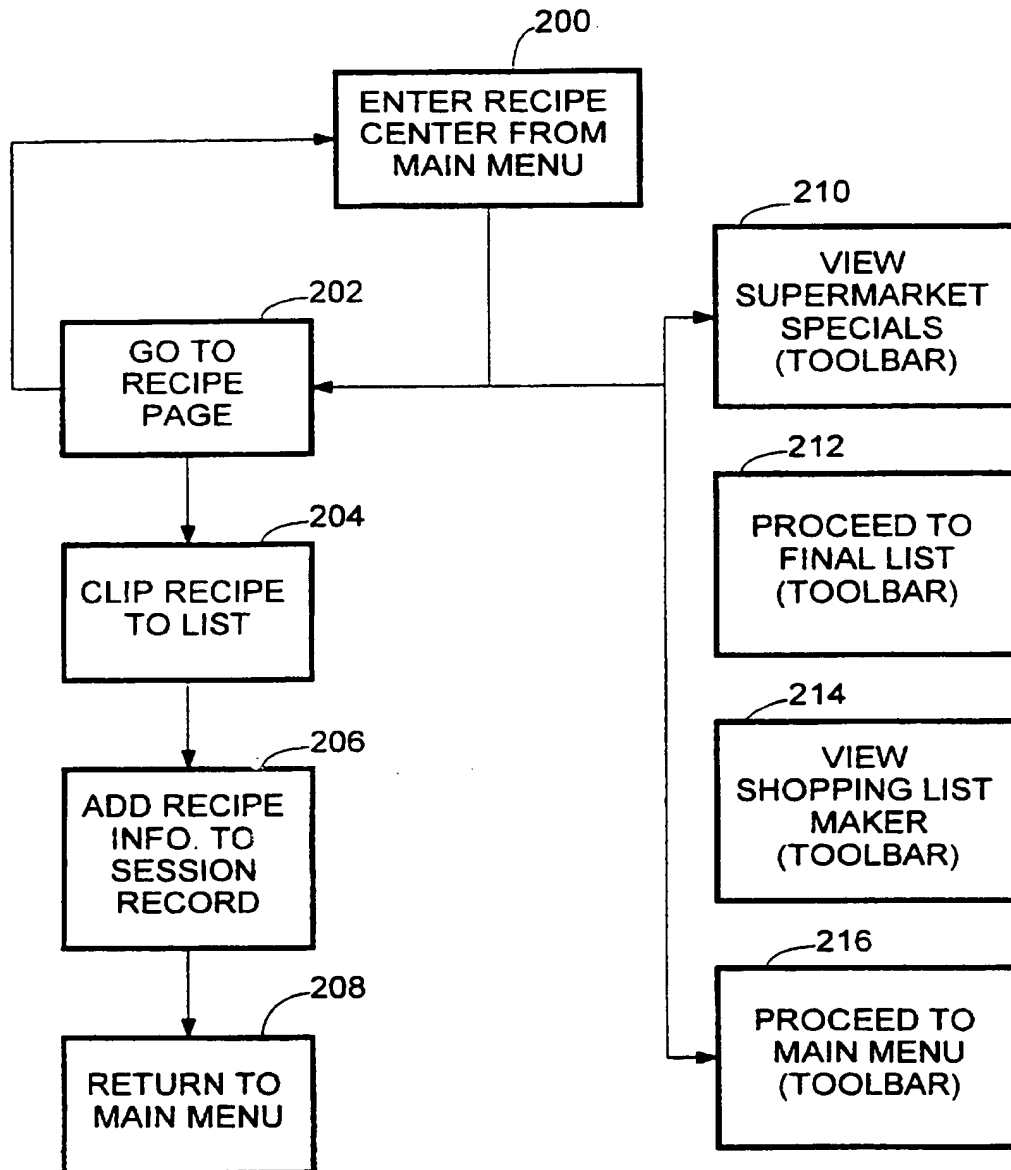 200
ENTER RECIPE
CENTER FROM
MAIN MENU
202
GO TO
RECIPE
PAGE
204
CLIP RECIPE
TO LIST
206
ADD RECIPE
INFO. TO
SESSION
RECORD
208
RETURN TO
MAIN MENU
210
VIEW
SUPERMARKET
SPECIALS
(TOOLBAR)
212
PROCEED TO
FINAL LIST
(TOOLBAR)
214
VIEW
SHOPPING LIST
MAKER
(TOOLBAR)
216
PROCEED TO
MAIN MENU
(TOOLBAR)